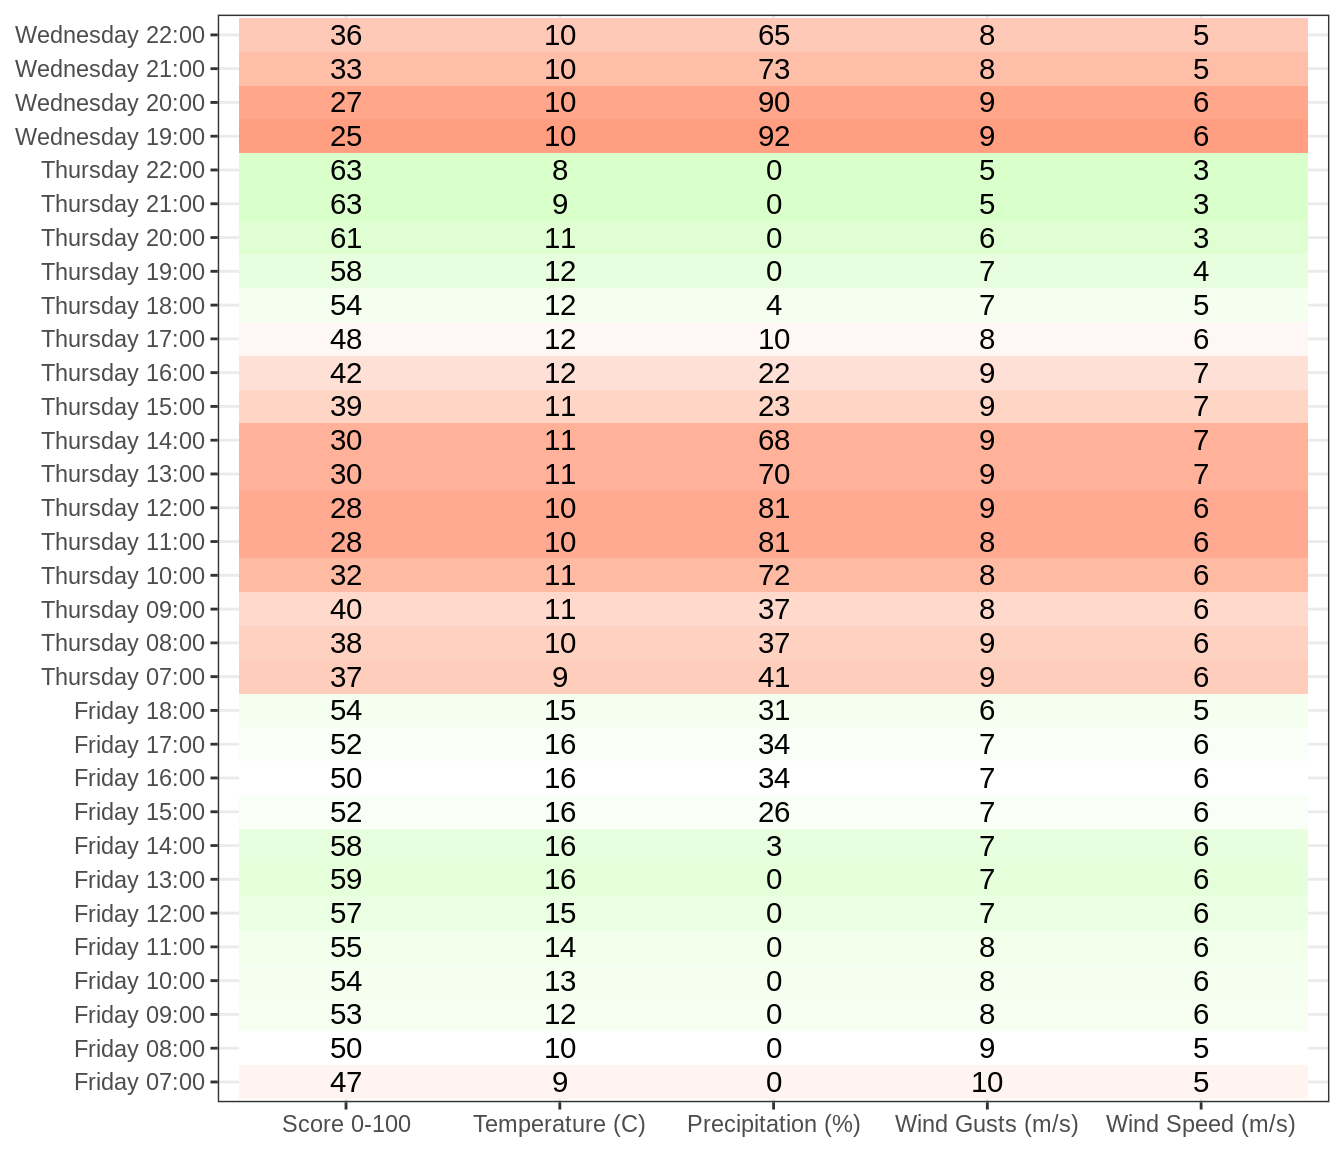 Wednesday 22:00 36 10 65 8 5
Wednesday 21:00 33 10 73 8 5
Wednesday 20:00 27 10 90 9 6
Wednesday 19:00 25 10 92 9 6
Thursday 22:00 63 8 0 5 3
Thursday 21:00 63 9 0 5 3
Thursday 20:00 61 11 0 6 3
Thursday 19:00 58 12 0 7 4
Thursday 18:00 54 12 4 7 5
Thursday 17:00 48 12 10 8 6
Thursday 16:00 42 12 22 9 7
Thursday 15:00 39 11 23 9 7
Thursday 14:00 30 11 68 9 7
Thursday 13:00 30 11 70 9 7
Thursday 12:00 28 10 81 9 6
Thursday 11:00 28 10 81 8 6
Thursday 10:00 32 11 72 8 6
Thursday 09:00 40 11 37 8 6
Thursday 08:00 38 10 37 9 6
Thursday 07:00 37 9 41 9 6
Friday 18:00 54 15 31 6 5
Friday 17:00 52 16 34 7 6
Friday 16:00 50 16 34 7 6
Friday 15:00 52 16 26 7 6
Friday 14:00 58 16 3 7 6
Friday 13:00 59 16 0 7 6
Friday 12:00 57 15 0 7 6
Friday 11:00 55 14 0 8 6
Friday 10:00 54 13 0 8 6
Friday 09:00 53 12 0 8 6
Friday 08:00 50 10 0 9 5
Friday 07:00 47 9 0 10 5
Score 0-100 Temperature (C) Precipitation (%) Wind Gusts (m/s) Wind Speed (m/s)